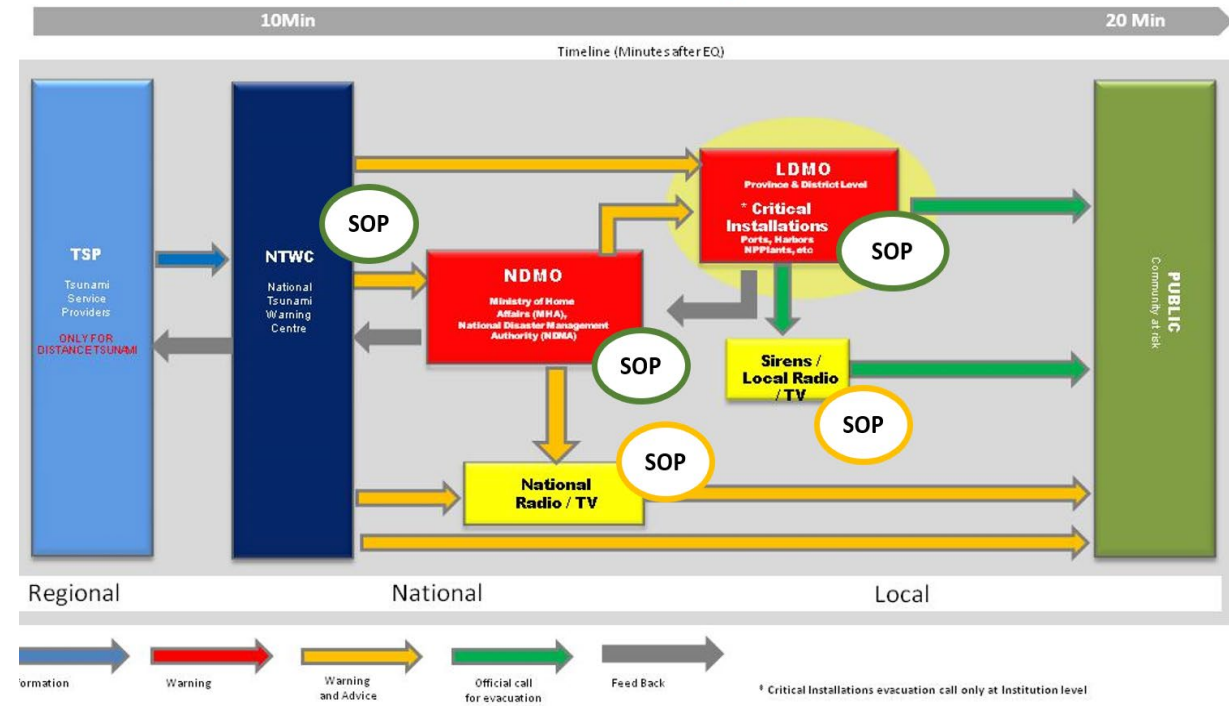 10Min
20 Min
Timeline (Minutes after EQ)
TSP
Tsunami
Service
Providers
ONLY FOR
DISTANCE TSUNAMI
NTWC
National
Tsunami
Warning
Centre
SOP
NDMO
Ministry of Home
Affairs (MHA),
National Disaster Management
Authority (NDMA)
SOP
LDMO
Province & District Level
* Critical
Installations
Ports, Harbors
NPPlants, etc
SOP
Sirens /
Local Radio
/ TV
SOP
National
Radio / TV
SOP
PUBLIC
Community at risk
Regional
National
Local
ormation
Warning
Warning
and Advice
Official call
for evacuation
Feed Back
* Critical Installations evacuation call only at Institution level